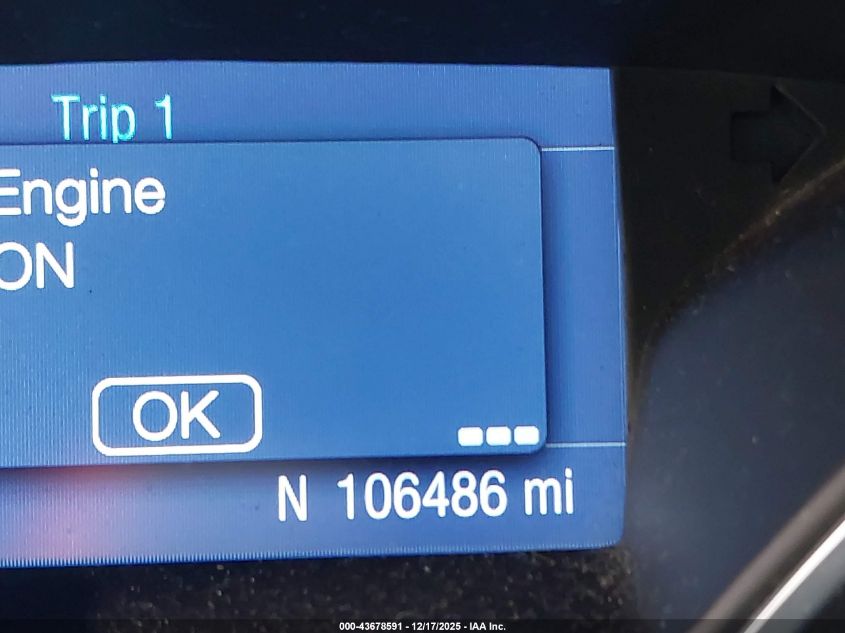 Trip 1
Engine
ON
OK
N 106486 mi
000-43678591 - 12/17/2025 - IAA Inc.